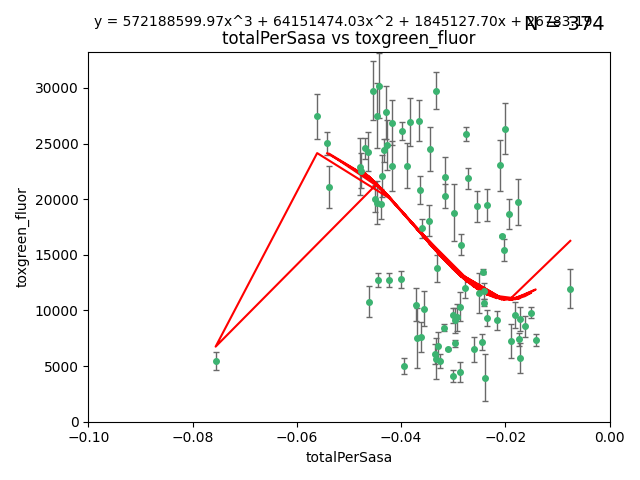 y = 572188599.97x^3 + 64151474.03x^2 + 1845127.70x +
N = 374
totalPerSasa vs toxgreen_fluor
30000
25000
20000
15000
10000
5000
0
toxgreen_fluor
−0.10 −0.08 −0.06 −0.04 −0.02 0.00
totalPerSasa